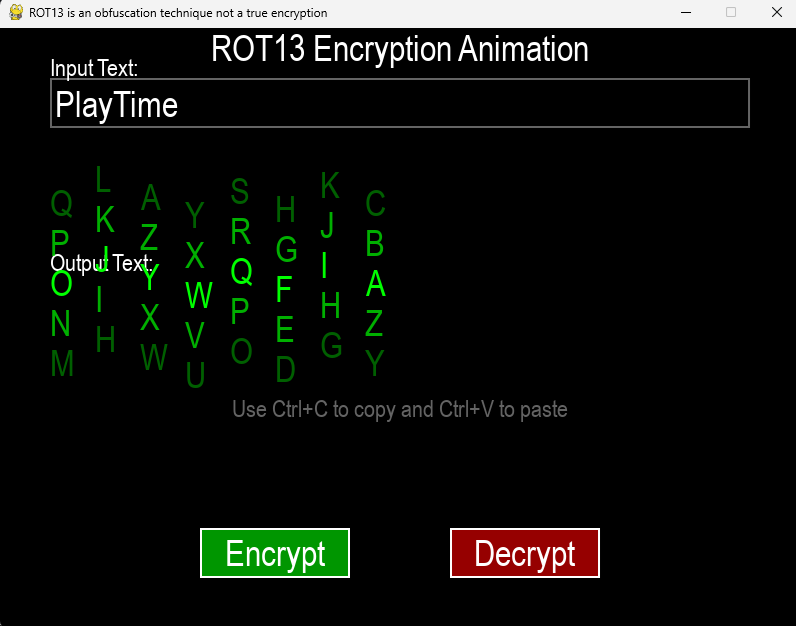 ROT13 is an obfuscation technique not a true encryption
ROT13 Encryption Animation
Input Text:
PlayTime
Q L A Y S H K C
P K Z X R G J B
Output Text:
O J Y W Q F I A
N I X V P E H Z
M H W U O D G Y
Use Ctrl+C to copy and Ctrl+V to paste
Encrypt Decrypt